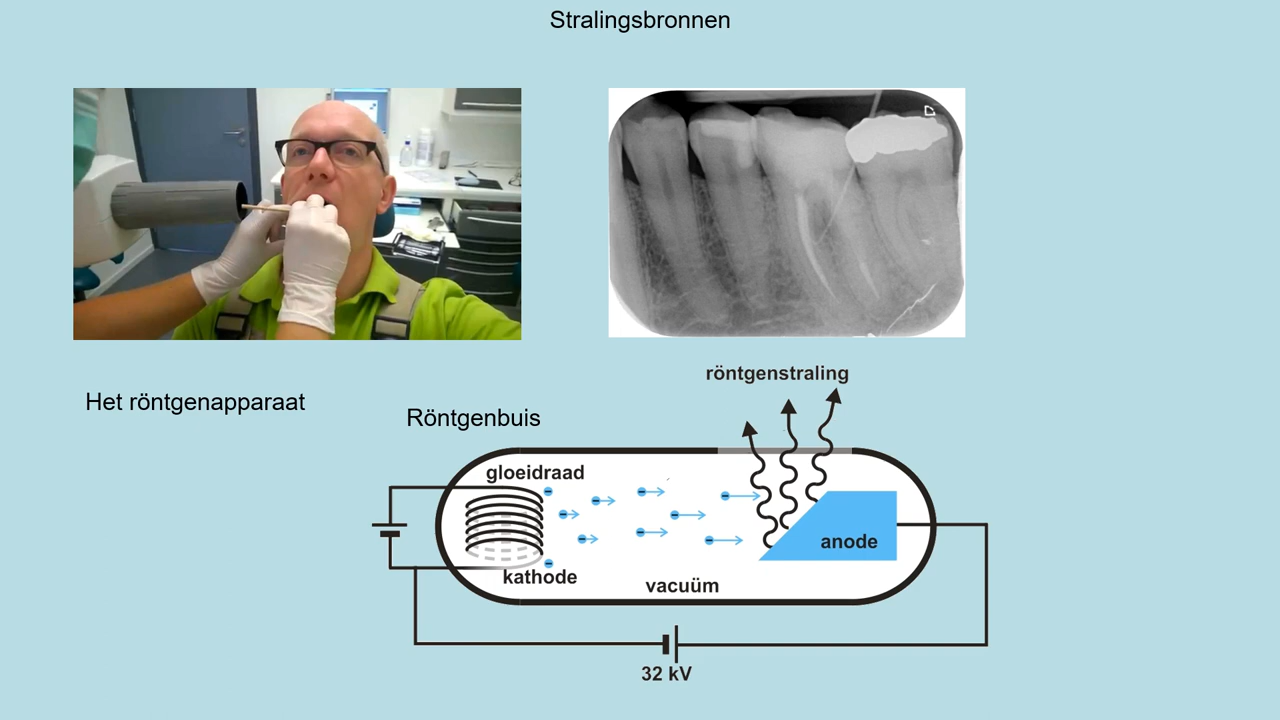 Stralingsbronnen
Het röntgenapparaat
Röntgenbuis
röntgenstraling
gloeidraad
kathode
vacuüm
anode
32 kV